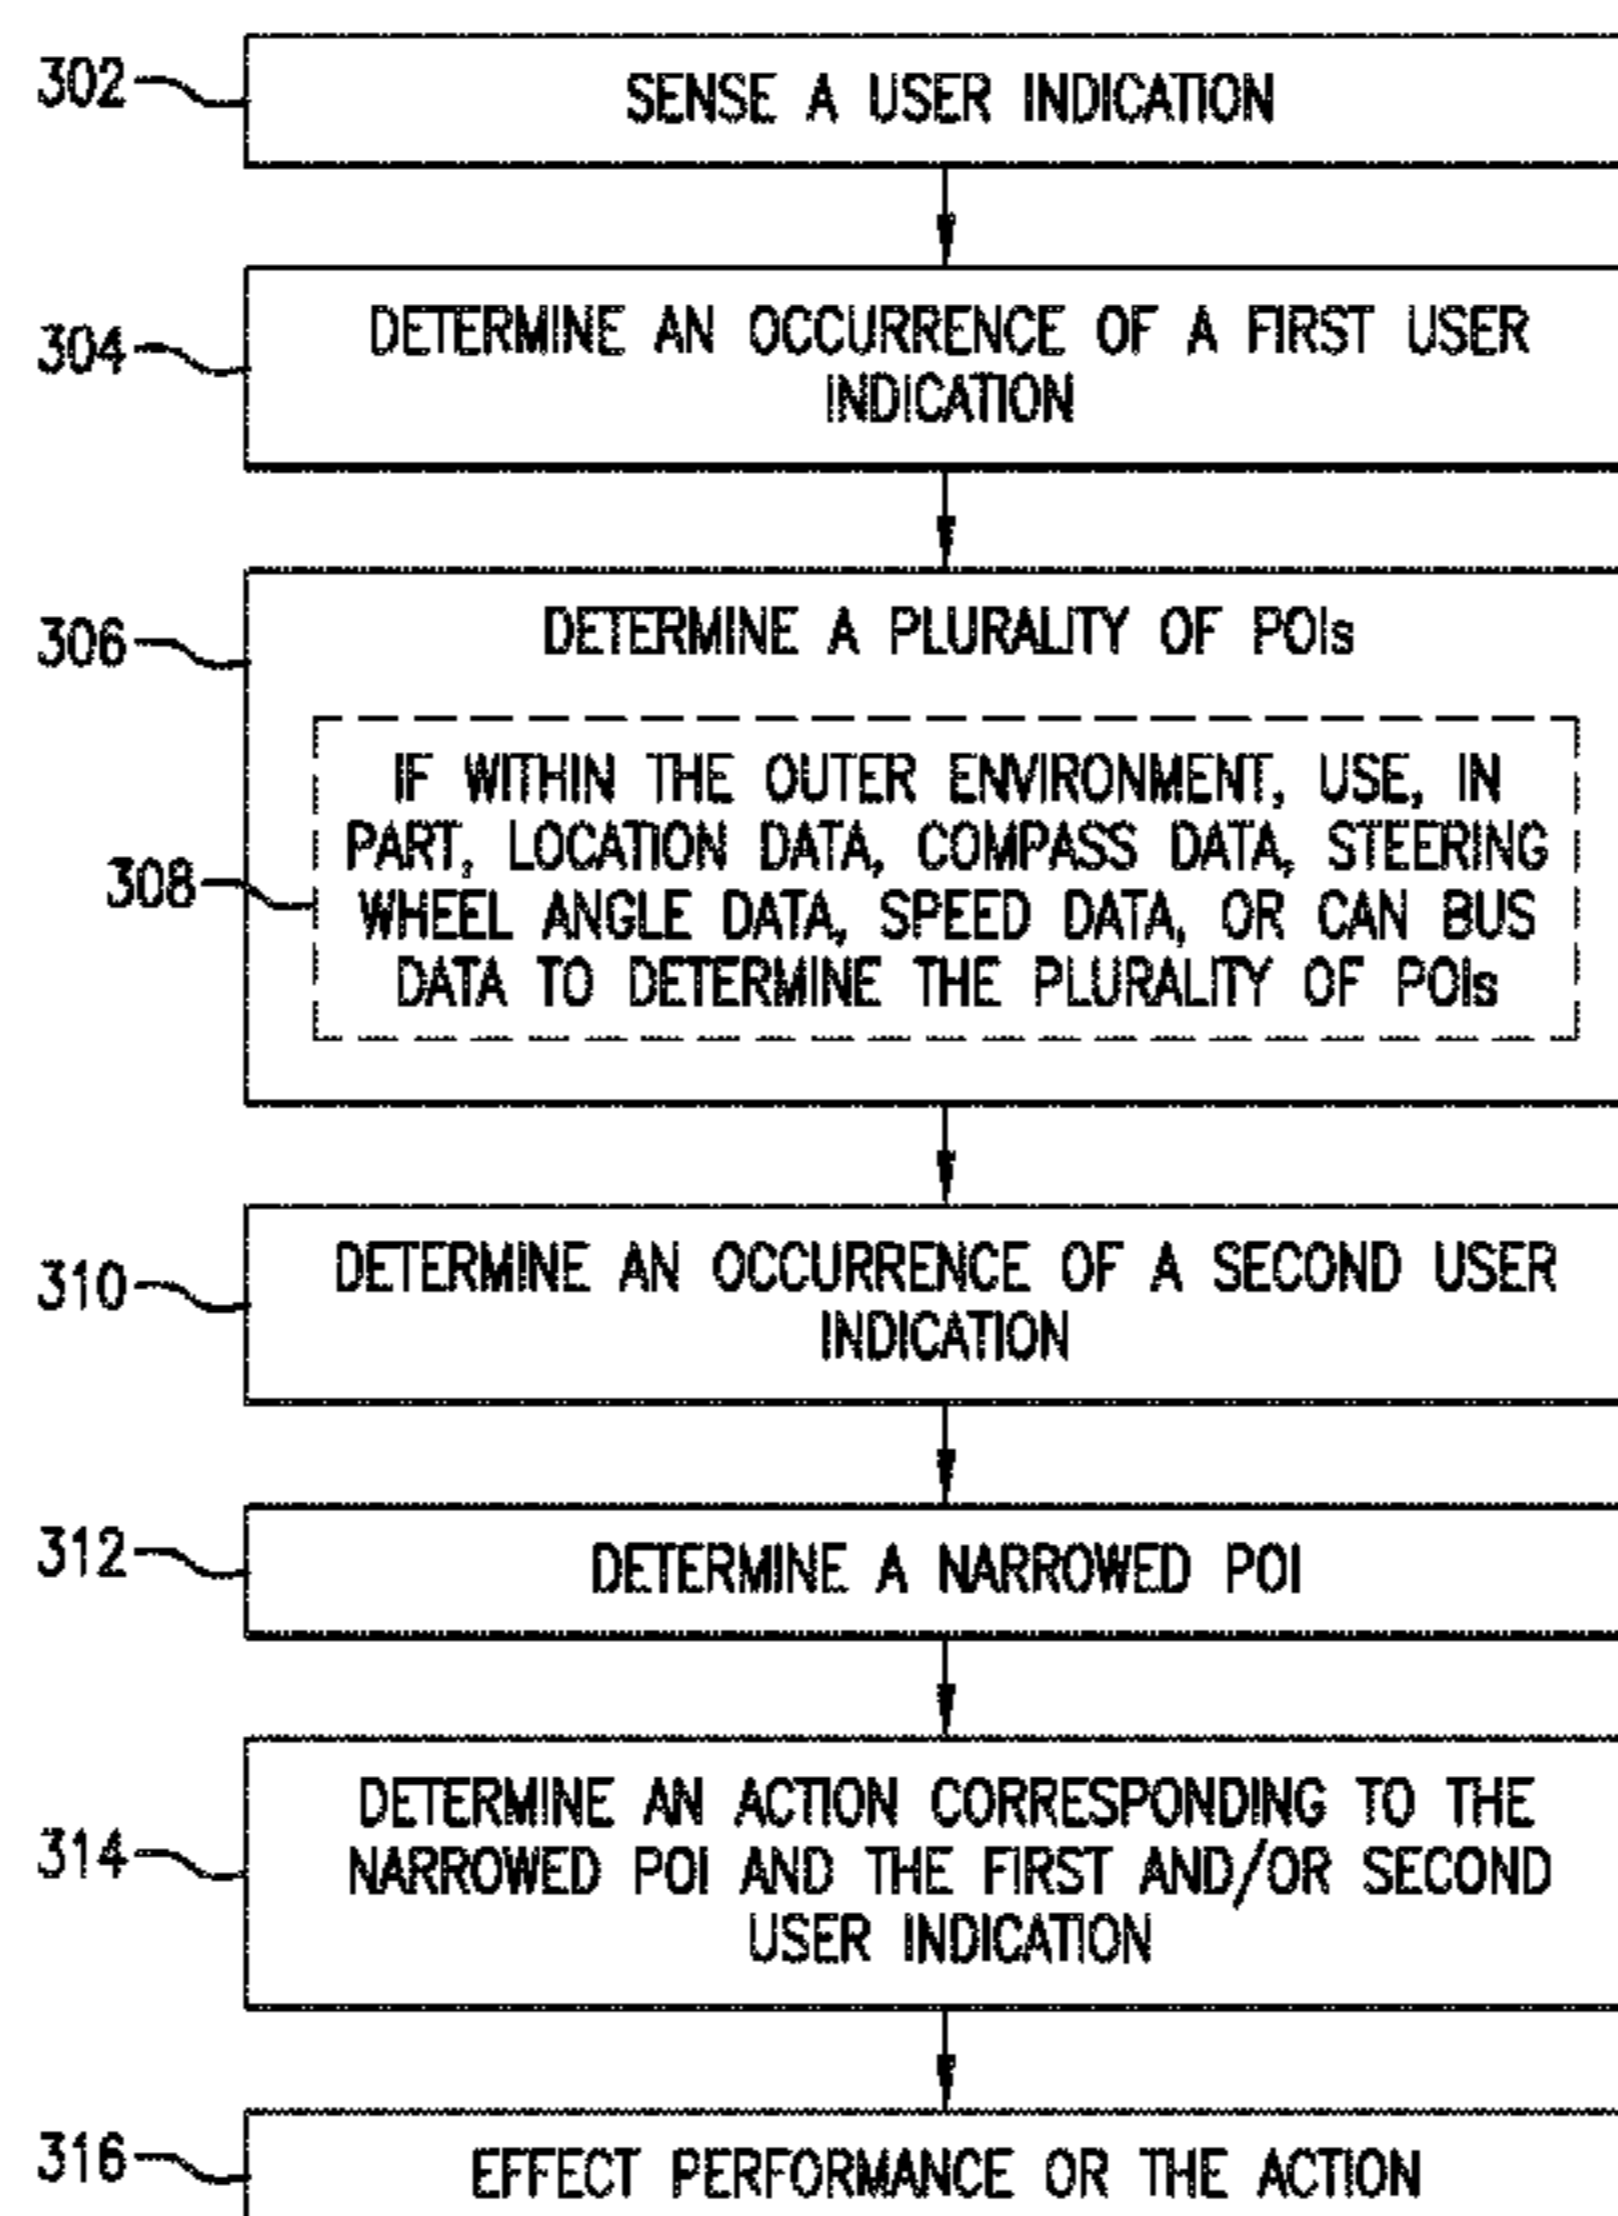 302
SENSE A USER INDICATION
304
DETERMINE AN OCCURRENCE OF A FIRST USER
INDICATION
306
DETERMINE A PLURALITY OF POIs
308
IF WITHIN THE OUTER ENVIRONMENT, USE, IN
PART, LOCATION DATA, COMPASS DATA, STEERING
WHEEL ANGLE DATA, SPEED DATA, OR CAN BUS
DATA TO DETERMINE THE PLURALITY OF POIs
310
DETERMINE AN OCCURRENCE OF A SECOND USER
INDICATION
312
DETERMINE A NARROWED POI
314
DETERMINE AN ACTION CORRESPONDING TO THE
NARROWED POI AND THE FIRST AND/OR SECOND
USER INDICATION
316
EFFECT PERFORMANCE OR THE ACTION